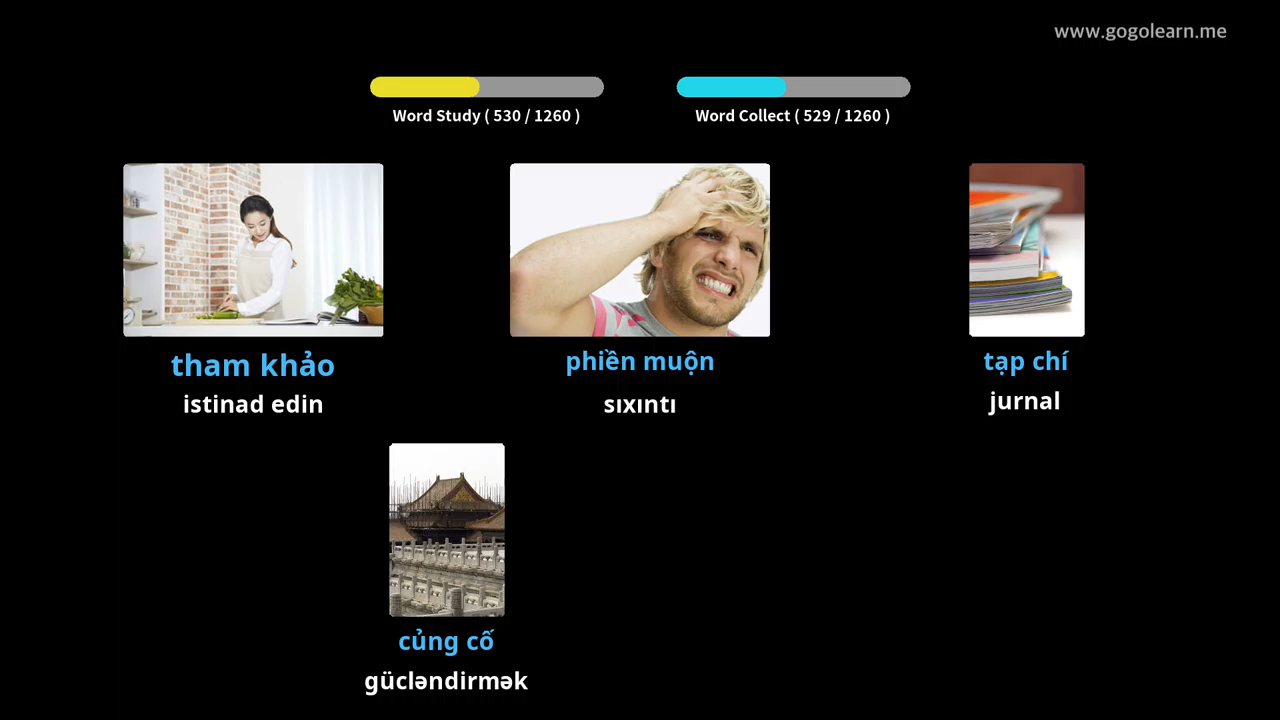 www.gogolearn.me
Word Study ( 530 / 1260 )
Word Collect ( 529 / 1260 )
tham khảo
istinad edin
phiền muộn
sıxıntı
tạp chí
jurnal
củng cố
gücləndirmək